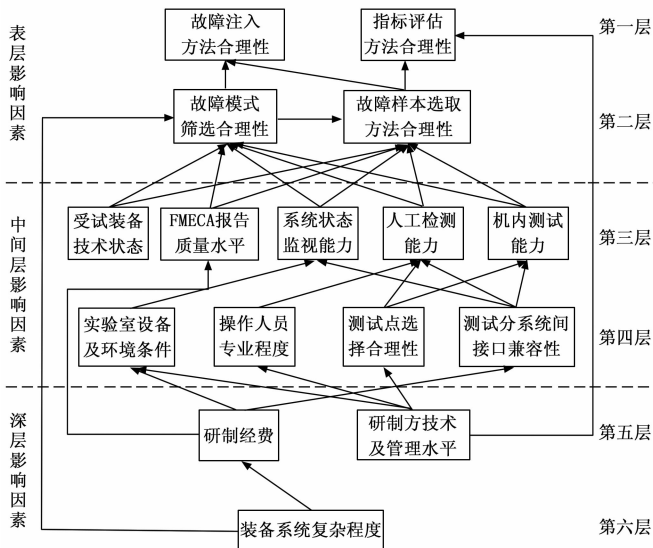 表层影响因素
故障注入
方法合理性
指标评估
方法合理性
第一层
故障模式
筛选合理性
故障样本选取
方法合理性
第二层
中间层影响因素
受试装备
技术状态
FMECA报告
质量水平
系统状态
监视能力
人工检测
能力
机内测试
能力
第三层
实验室设备
及环境条件
操作人员
专业程度
测试点选
择合理性
测试分系统间
接口兼容性
第四层
深层影响因素
研制经费
研制方技术
及管理水平
第五层
装备系统复杂程度
第六层